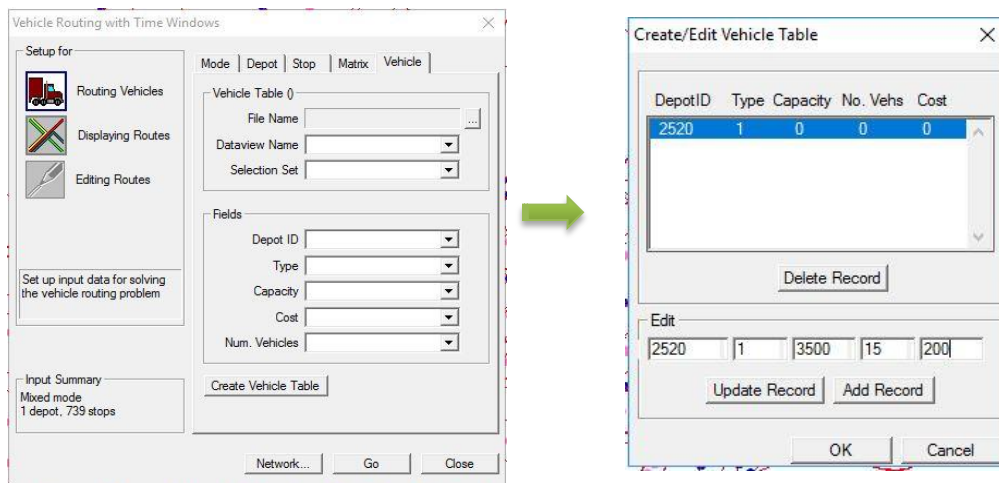 Vehicle Routing with Time Windows
Setup for
Routing Vehicles
Displaying Routes
Editing Routes
Set up input data for solving
the vehicle routing problem
Input Summary
Mixed mode
1 depot, 739 stops
Mode Depot Stop Matrix Vehicle
Vehicle Table ()
File Name ...
Dataview Name
Selection Set
Fields
Depot ID
Type
Capacity
Cost
Num. Vehicles
Create Vehicle Table
Network... Go Close
Create/Edit Vehicle Table
DepotID Type Capacity No. Vehs Cost
2520 1 0 0 0
Delete Record
Edit
2520 1 3500 15 200
Update Record Add Record
OK Cancel